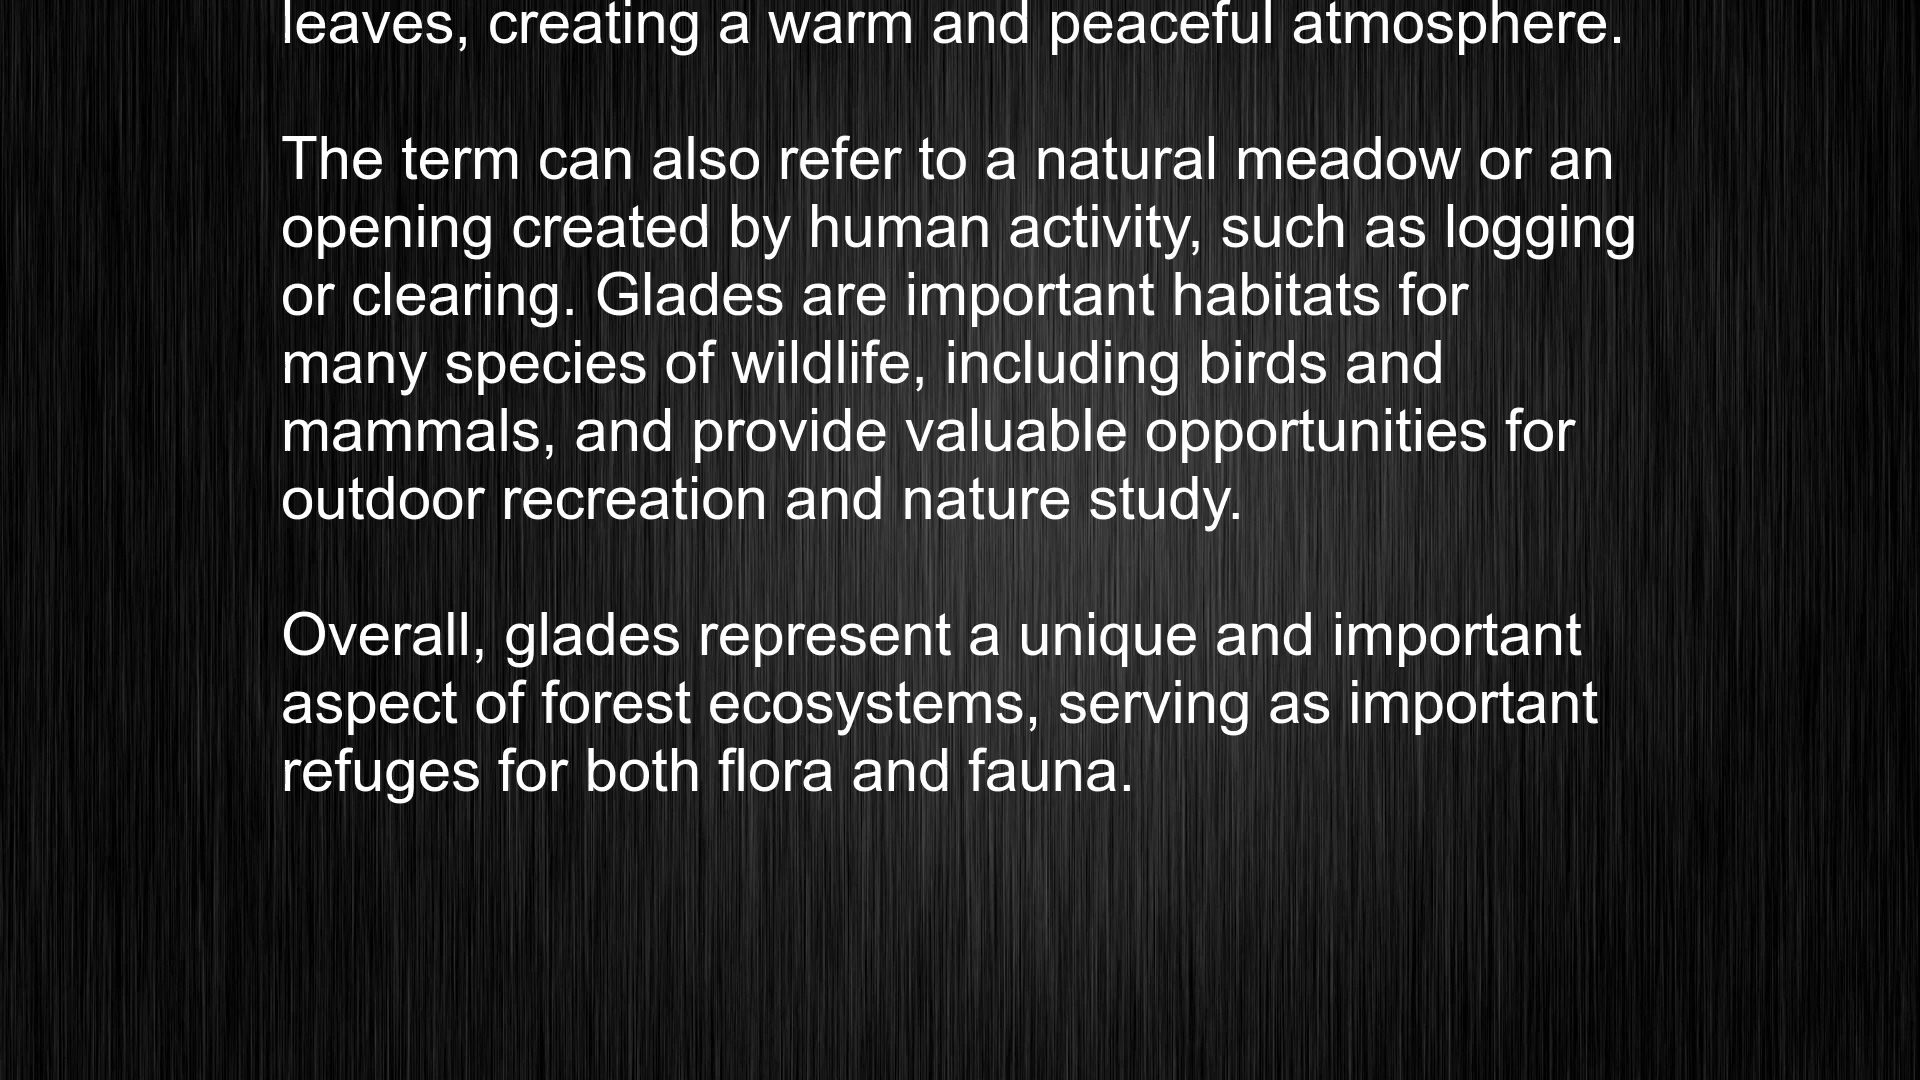 leaves, creating a warm and peaceful atmosphere.
The term can also refer to a natural meadow or an
opening created by human activity, such as logging
or clearing. Glades are important habitats for
many species of wildlife, including birds and
mammals, and provide valuable opportunities for
outdoor recreation and nature study.
Overall, glades represent a unique and important
aspect of forest ecosystems, serving as important
refuges for both flora and fauna.